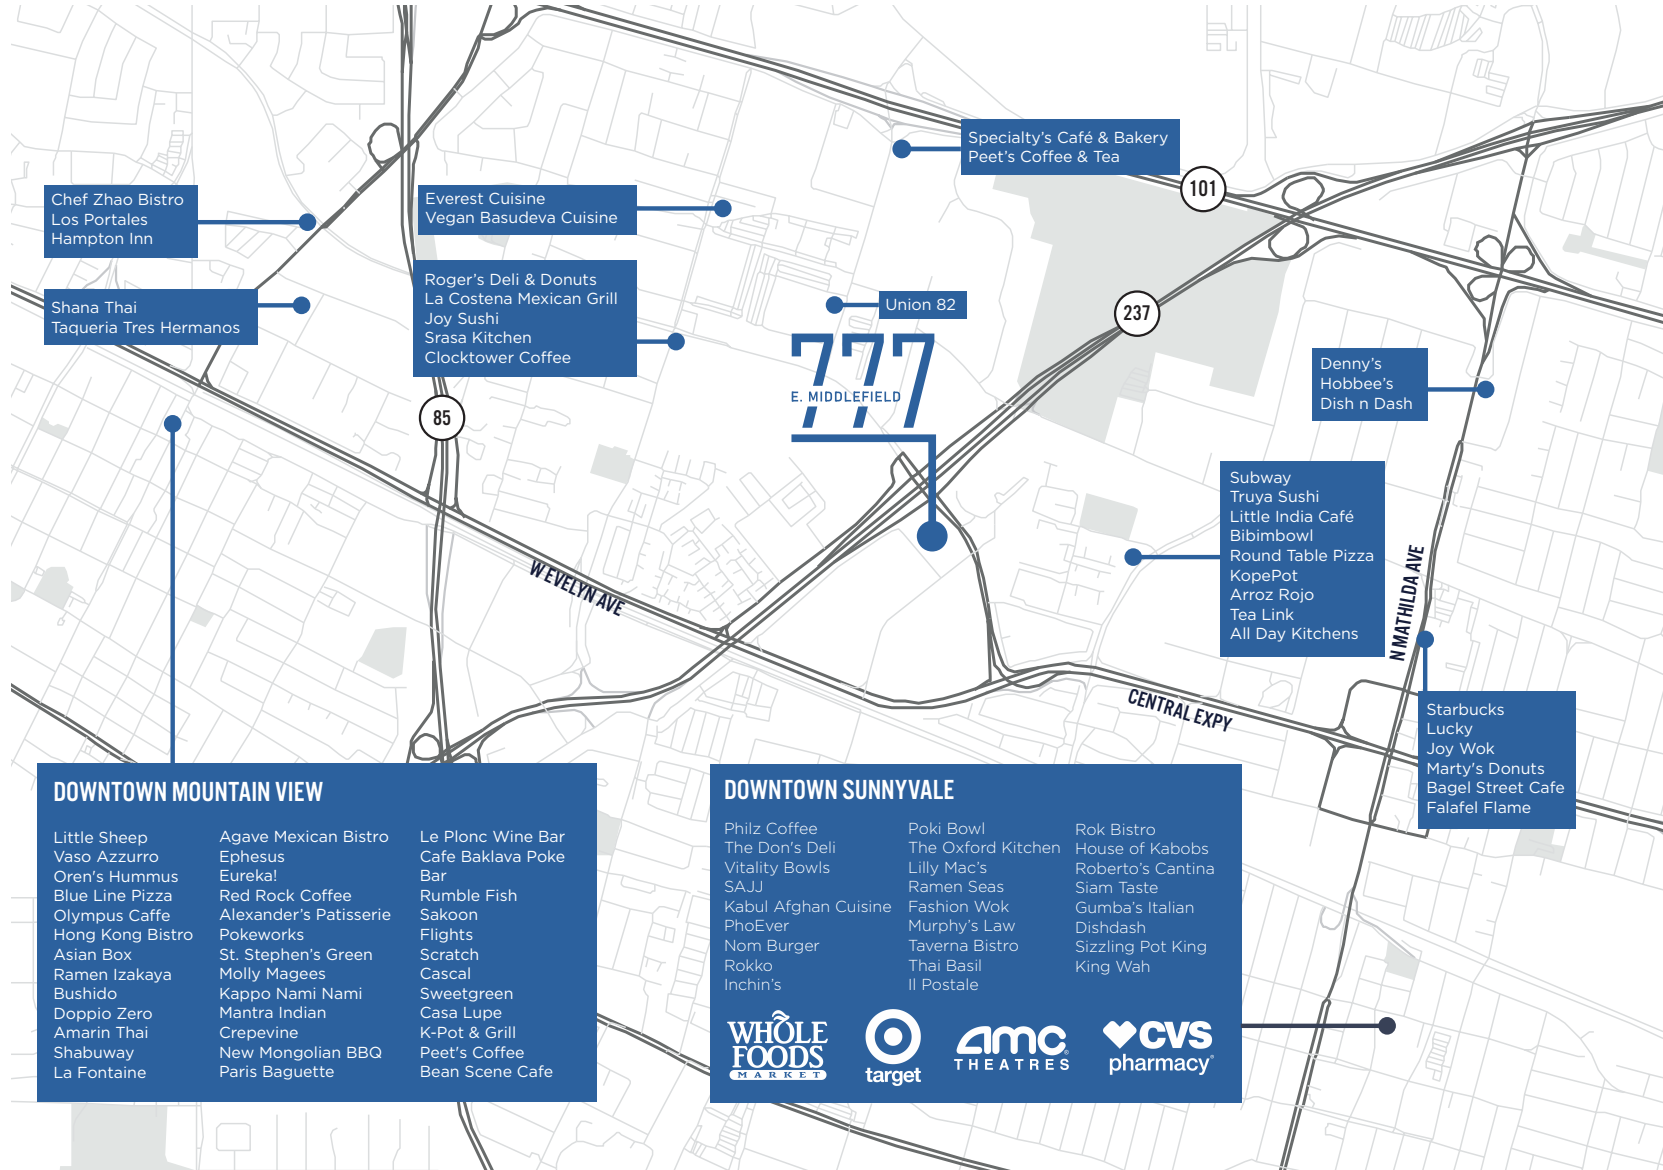 Specialty's Café & Bakery
Peet's Coffee & Tea
101
Chef Zhao Bistro
Los Portales
Hampton Inn
Everest Cuisine
Vegan Basudeva Cuisine
Shana Thai
Taqueria Tres Hermanos
Roger's Deli & Donuts
La Costena Mexican Grill
Joy Sushi
Srasa Kitchen
Clocktower Coffee
Union 82
237
777
E. MIDDLEFIELD
Denny's
Hobbee's
Dish n Dash
85
Subway
Truya Sushi
Little India Café
Bibimbowl
Round Table Pizza
KopePot
Arroz Rojo
Tea Link
All Day Kitchens
W EVELYN AVE
N MATHILDA AVE
CENTRAL EXPY
Starbucks
Lucky
Joy Wok
Marty's Donuts
Bagel Street Cafe
Falafel Flame
DOWNTOWN MOUNTAIN VIEW
Little Sheep
Vaso Azzurro
Oren's Hummus
Blue Line Pizza
Olympus Caffe
Hong Kong Bistro
Asian Box
Ramen Izakaya
Bushido
Doppio Zero
Amarin Thai
Shabuway
La Fontaine
Agave Mexican Bistro
Ephesus
Eureka!
Red Rock Coffee
Alexander's Patisserie
Pokeworks
St. Stephen's Green
Molly Magees
Kappo Nami Nami
Mantra Indian
Crepevine
New Mongolian BBQ
Paris Baguette
Le Plonc Wine Bar
Cafe Baklava Poke
Bar
Rumble Fish
Sakoon
Flights
Scratch
Cascal
Sweetgreen
Casa Lupe
K-Pot & Grill
Peet's Coffee
Bean Scene Cafe
DOWNTOWN SUNNYVALE
Philz Coffee
The Don's Deli
Vitality Bowls
SAJJ
Kabul Afghan Cuisine
PhoEver
Nom Burger
Rokko
Inchin's
Poki Bowl
The Oxford Kitchen
Lilly Mac's
Ramen Seas
Fashion Wok
Murphy's Law
Taverna Bistro
Thai Basil
Il Postale
Rok Bistro
House of Kabobs
Roberto's Cantina
Siam Taste
Gumba's Italian
Dishdash
Sizzling Pot King
King Wah
WHOLE
FOODS
MARKET
target
amc
THEATRES
CVS
pharmacy